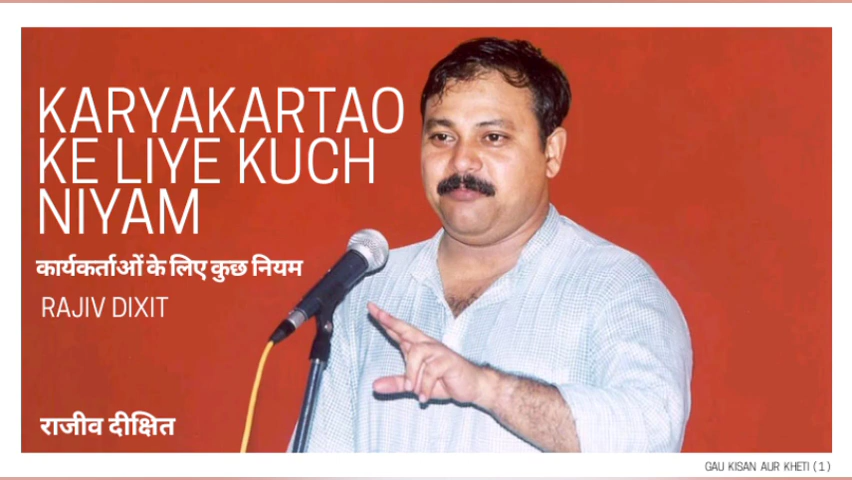 KARYAKARTAO
KE LIYE KUCH
NIYAM
कार्यकर्ताओं के लिए कुछ नियम
RAJIV DIXIT
राजीव दीक्षित
GAU KISAN AUR KHETI (1)